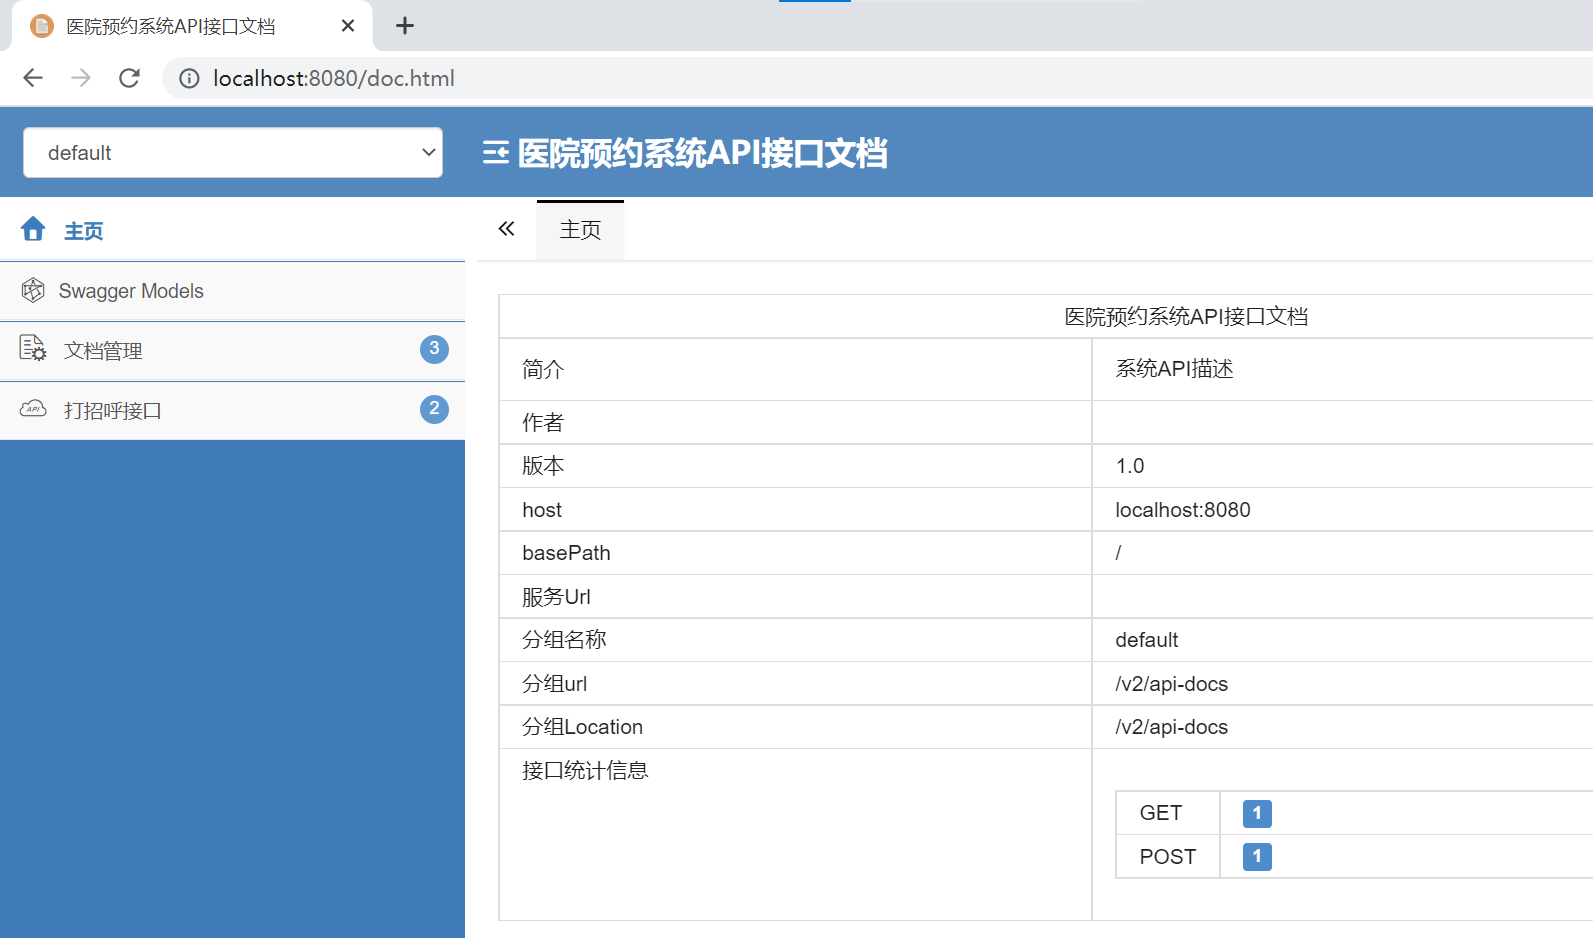 医院预约系统API接口文档
localhost:8080/doc.html
default
医院预约系统API接口文档
主页
主页
Swagger Models
文档管理 3
打招呼接口 2
医院预约系统API接口文档
简介 系统API描述
作者
版本 1.0
host localhost:8080
basePath /
服务Url
分组名称 default
分组url /v2/api-docs
分组Location /v2/api-docs
接口统计信息
GET 1
POST 1